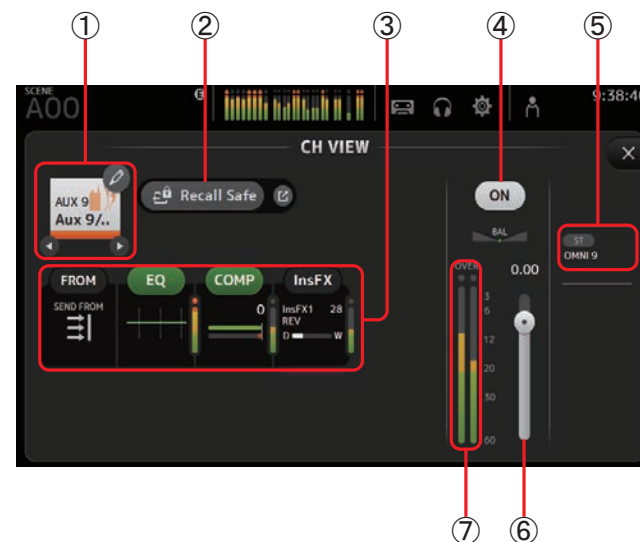 ① ② ③ ④ ⑤
SCENE
A00
E
9:38:4
CH VIEW
AUX 9
Aux 9/..
Recall Safe
ON
BAL
ST
OMNI 9
FROM EQ COMP InsFX
SEND FROM
0
InsFX1 28
REV
D W
OVER
0.00
3
6
12
20
30
60
⑦ ⑥